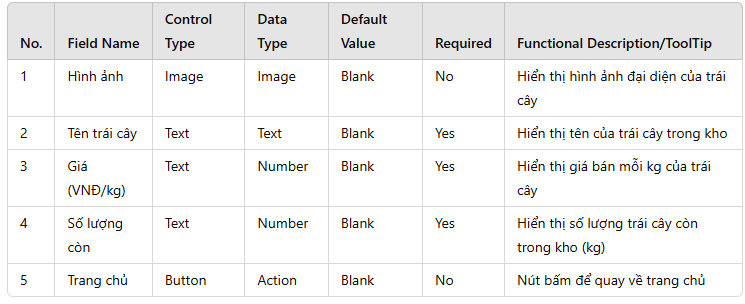 No. Field Name Control Type Data Type Default Value Required Functional Description/ToolTip
1 Hình ảnh Image Image Blank No Hiển thị hình ảnh đại diện của trái cây
2 Tên trái cây Text Text Blank Yes Hiển thị tên của trái cây trong kho
3 Giá (VNĐ/kg) Text Number Blank Yes Hiển thị giá bán mỗi kg của trái cây
4 Số lượng còn Text Number Blank Yes Hiển thị số lượng trái cây còn trong kho (kg)
5 Trang chủ Button Action Blank No Nút bấm để quay về trang chủ